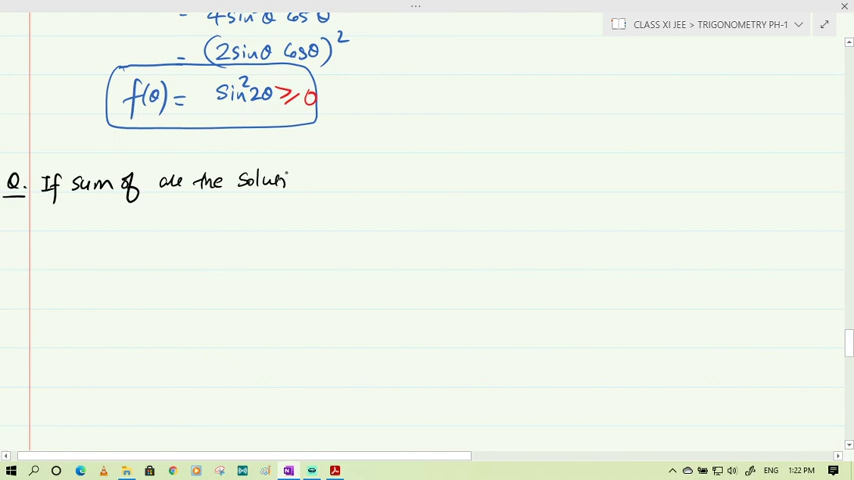 CLASS XI JEE > TRIGONOMETRY PH-1
= 4sin²θ cos²θ
= (2sinθ cosθ)²
f(θ) = sin²2θ ≥ 0
Q. If sum of all the soluti
ENG 1:22 PM